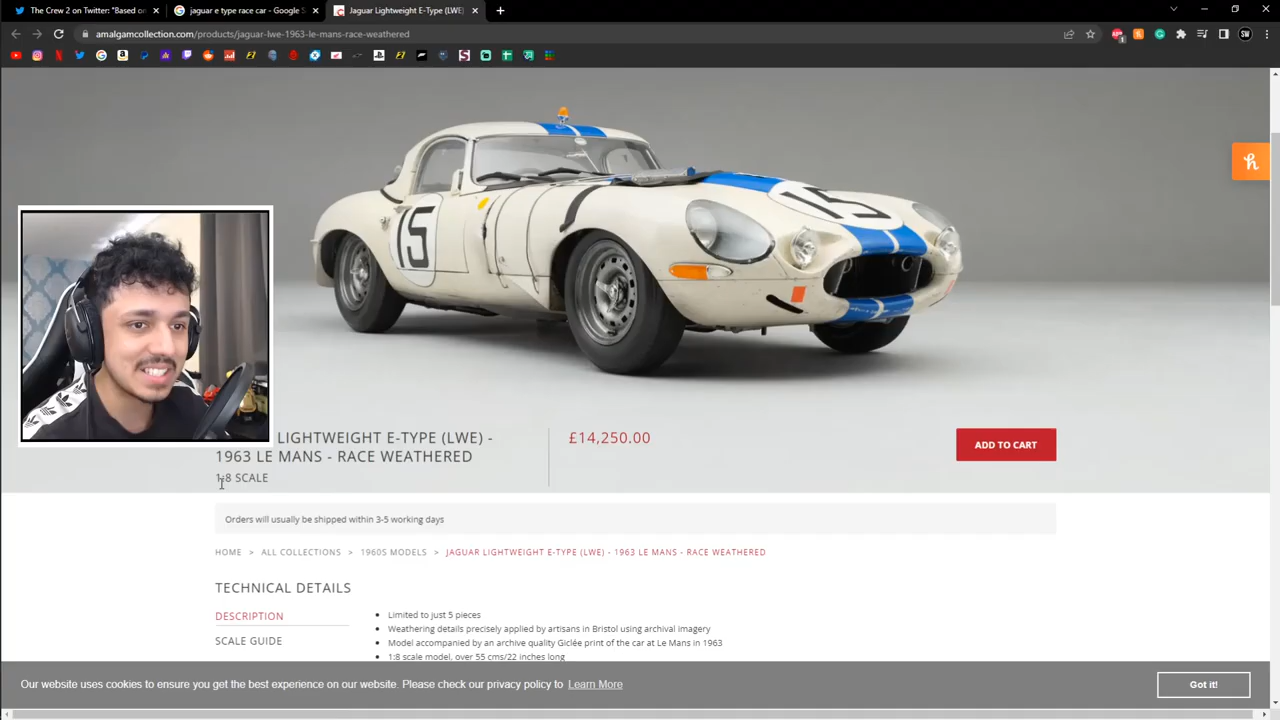 The Crew 2 on Twitter: "Based on
jaguar e type race car - Google S
Jaguar Lightweight E-Type (LWE)
amalgamcollection.com/products/jaguar-lwe-1963-le-mans-race-weathered
15
15
LIGHTWEIGHT E-TYPE (LWE) -
1963 LE MANS - RACE WEATHERED
1:8 SCALE
£14,250.00
ADD TO CART
Orders will usually be shipped within 3-5 working days
HOME > ALL COLLECTIONS > 1960S MODELS > JAGUAR LIGHTWEIGHT E-TYPE (LWE) - 1963 LE MANS - RACE WEATHERED
TECHNICAL DETAILS
DESCRIPTION
SCALE GUIDE
• Limited to just 5 pieces
• Weathering details precisely applied by artisans in Bristol using archival imagery
• Model accompanied by an archive quality Giclée print of the car at Le Mans in 1963
• 1:8 scale model, over 55 cms/22 inches long
Our website uses cookies to ensure you get the best experience on our website. Please check our privacy policy to Learn More
Got it!